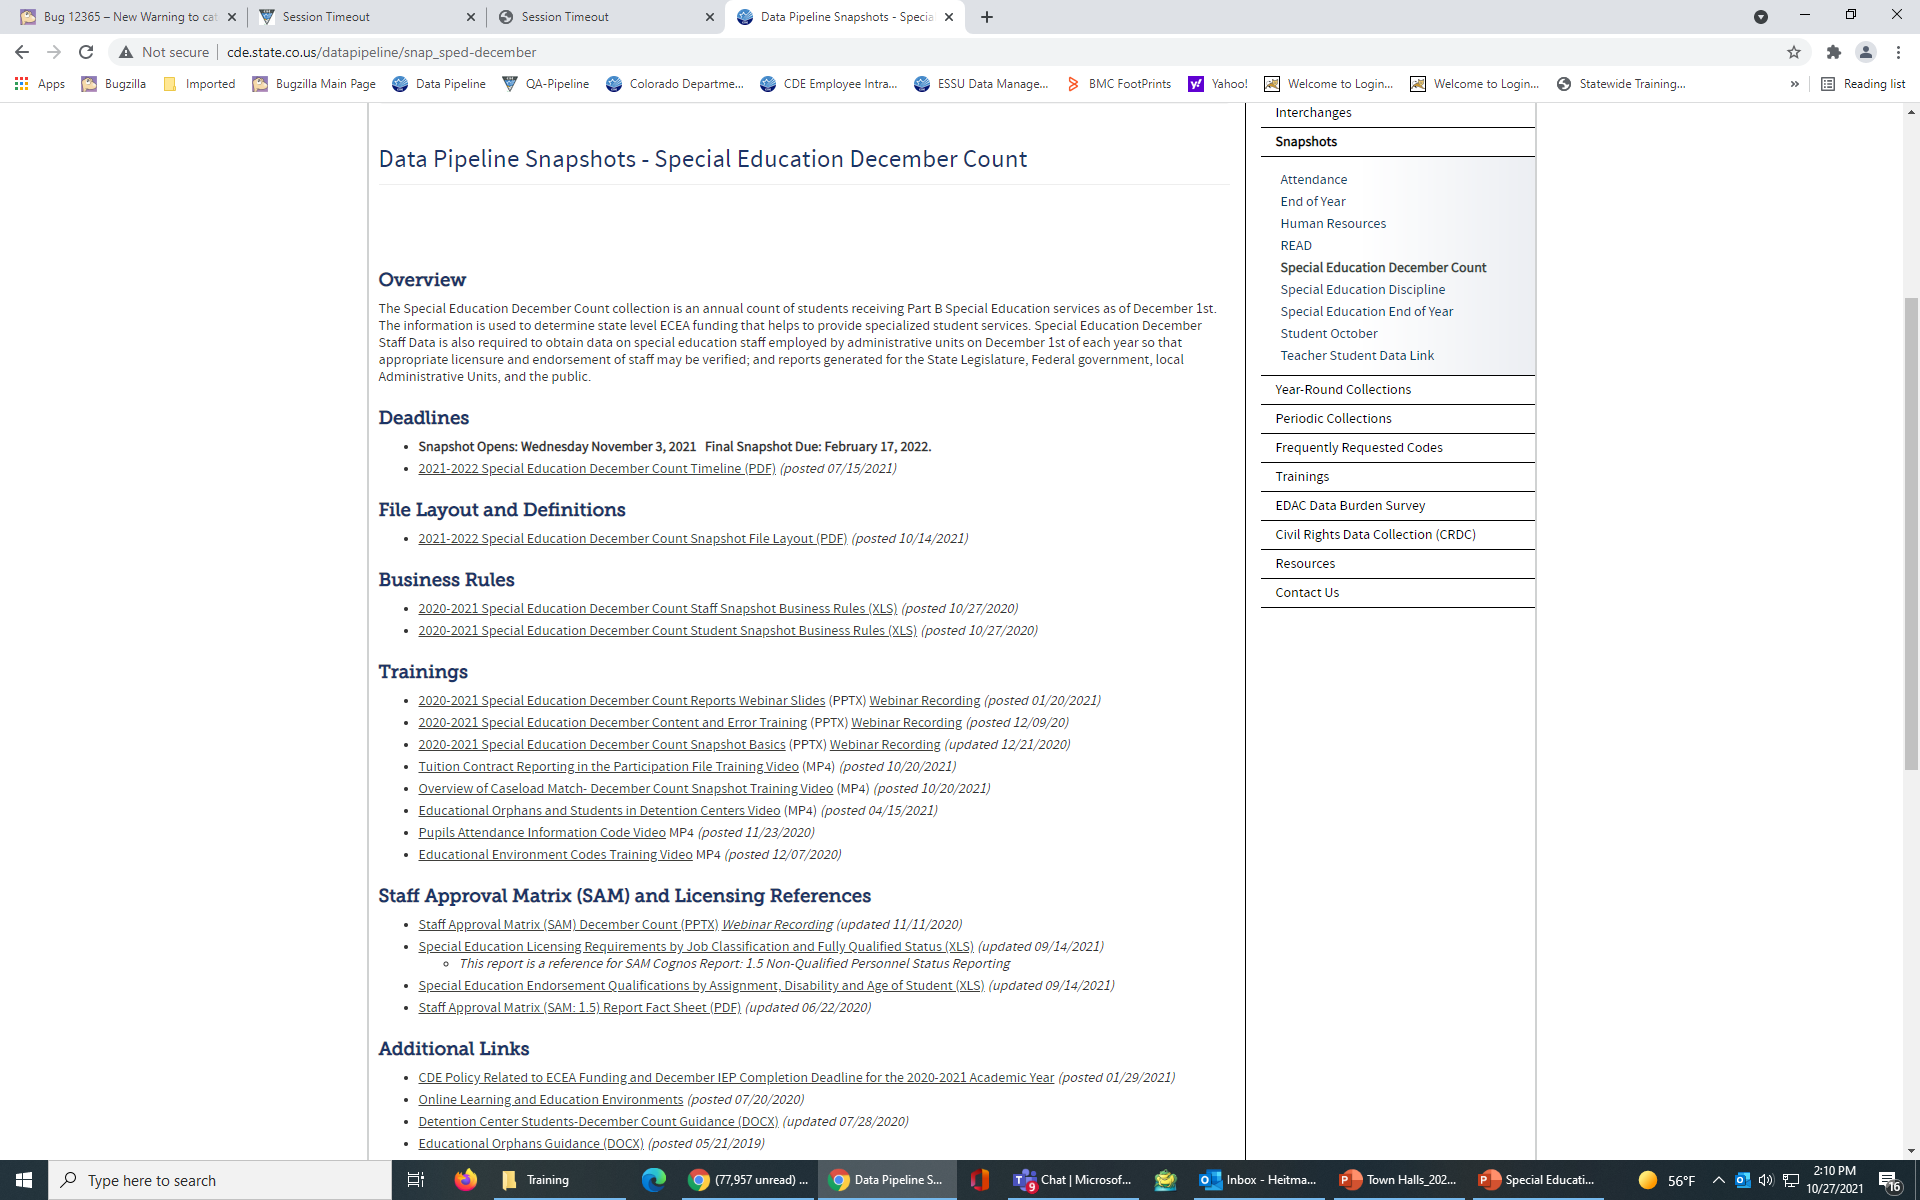 Bug 12365 – New Warning to cat
Session Timeout
Session Timeout
Data Pipeline Snapshots - Specia
Not secure
cde.state.co.us/datapipeline/snap_sped-december
Apps
Bugzilla
Imported
Bugzilla Main Page
Data Pipeline
QA-Pipeline
Colorado Departme...
CDE Employee Intra...
ESSU Data Manage...
BMC FootPrints
Yahoo!
Welcome to Login...
Welcome to Login...
Statewide Training...
»
Reading list
Data Pipeline Snapshots - Special Education December Count
Overview
The Special Education December Count collection is an annual count of students receiving Part B Special Education services as of December 1st.
The information is used to determine state level ECEA funding that helps to provide specialized student services. Special Education December
Staff Data is also required to obtain data on special education staff employed by administrative units on December 1st of each year so that
appropriate licensure and endorsement of staff may be verified; and reports generated for the State Legislature, Federal government, local
Administrative Units, and the public.
Deadlines
• Snapshot Opens: Wednesday November 3, 2021 Final Snapshot Due: February 17, 2022.
• 2021-2022 Special Education December Count Timeline (PDF) (posted 07/15/2021)
File Layout and Definitions
• 2021-2022 Special Education December Count Snapshot File Layout (PDF) (posted 10/14/2021)
Business Rules
• 2020-2021 Special Education December Count Staff Snapshot Business Rules (XLS) (posted 10/27/2020)
• 2020-2021 Special Education December Count Student Snapshot Business Rules (XLS) (posted 10/27/2020)
Trainings
• 2020-2021 Special Education December Count Reports Webinar Slides (PPTX) Webinar Recording (posted 01/20/2021)
• 2020-2021 Special Education December Content and Error Training (PPTX) Webinar Recording (posted 12/09/20)
• 2020-2021 Special Education December Count Snapshot Basics (PPTX) Webinar Recording (updated 12/21/2020)
• Tuition Contract Reporting in the Participation File Training Video (MP4) (posted 10/20/2021)
• Overview of Caseload Match- December Count Snapshot Training Video (MP4) (posted 10/20/2021)
• Educational Orphans and Students in Detention Centers Video (MP4) (posted 04/15/2021)
• Pupils Attendance Information Code Video MP4 (posted 11/23/2020)
• Educational Environment Codes Training Video MP4 (posted 12/07/2020)
Staff Approval Matrix (SAM) and Licensing References
• Staff Approval Matrix (SAM) December Count (PPTX) Webinar Recording (updated 11/11/2020)
• Special Education Licensing Requirements by Job Classification and Fully Qualified Status (XLS) (updated 09/14/2021)
◦ This report is a reference for SAM Cognos Report: 1.5 Non-Qualified Personnel Status Reporting
• Special Education Endorsement Qualifications by Assignment, Disability and Age of Student (XLS) (updated 09/14/2021)
• Staff Approval Matrix (SAM: 1.5) Report Fact Sheet (PDF) (updated 06/22/2020)
Additional Links
• CDE Policy Related to ECEA Funding and December IEP Completion Deadline for the 2020-2021 Academic Year (posted 01/29/2021)
• Online Learning and Education Environments (posted 07/20/2020)
• Detention Center Students-December Count Guidance (DOCX) (updated 07/28/2020)
• Educational Orphans Guidance (DOCX) (posted 05/21/2019)
Interchanges
Snapshots
Attendance
End of Year
Human Resources
READ
Special Education December Count
Special Education Discipline
Special Education End of Year
Student October
Teacher Student Data Link
Year-Round Collections
Periodic Collections
Frequently Requested Codes
Trainings
EDAC Data Burden Survey
Civil Rights Data Collection (CRDC)
Resources
Contact Us
Type here to search
Training
(77,957 unread) ...
Data Pipeline S...
9
Chat | Microsof...
Inbox - Heitma...
Town Halls_202...
Special Educati...
56°F
2:10 PM
10/27/2021
16